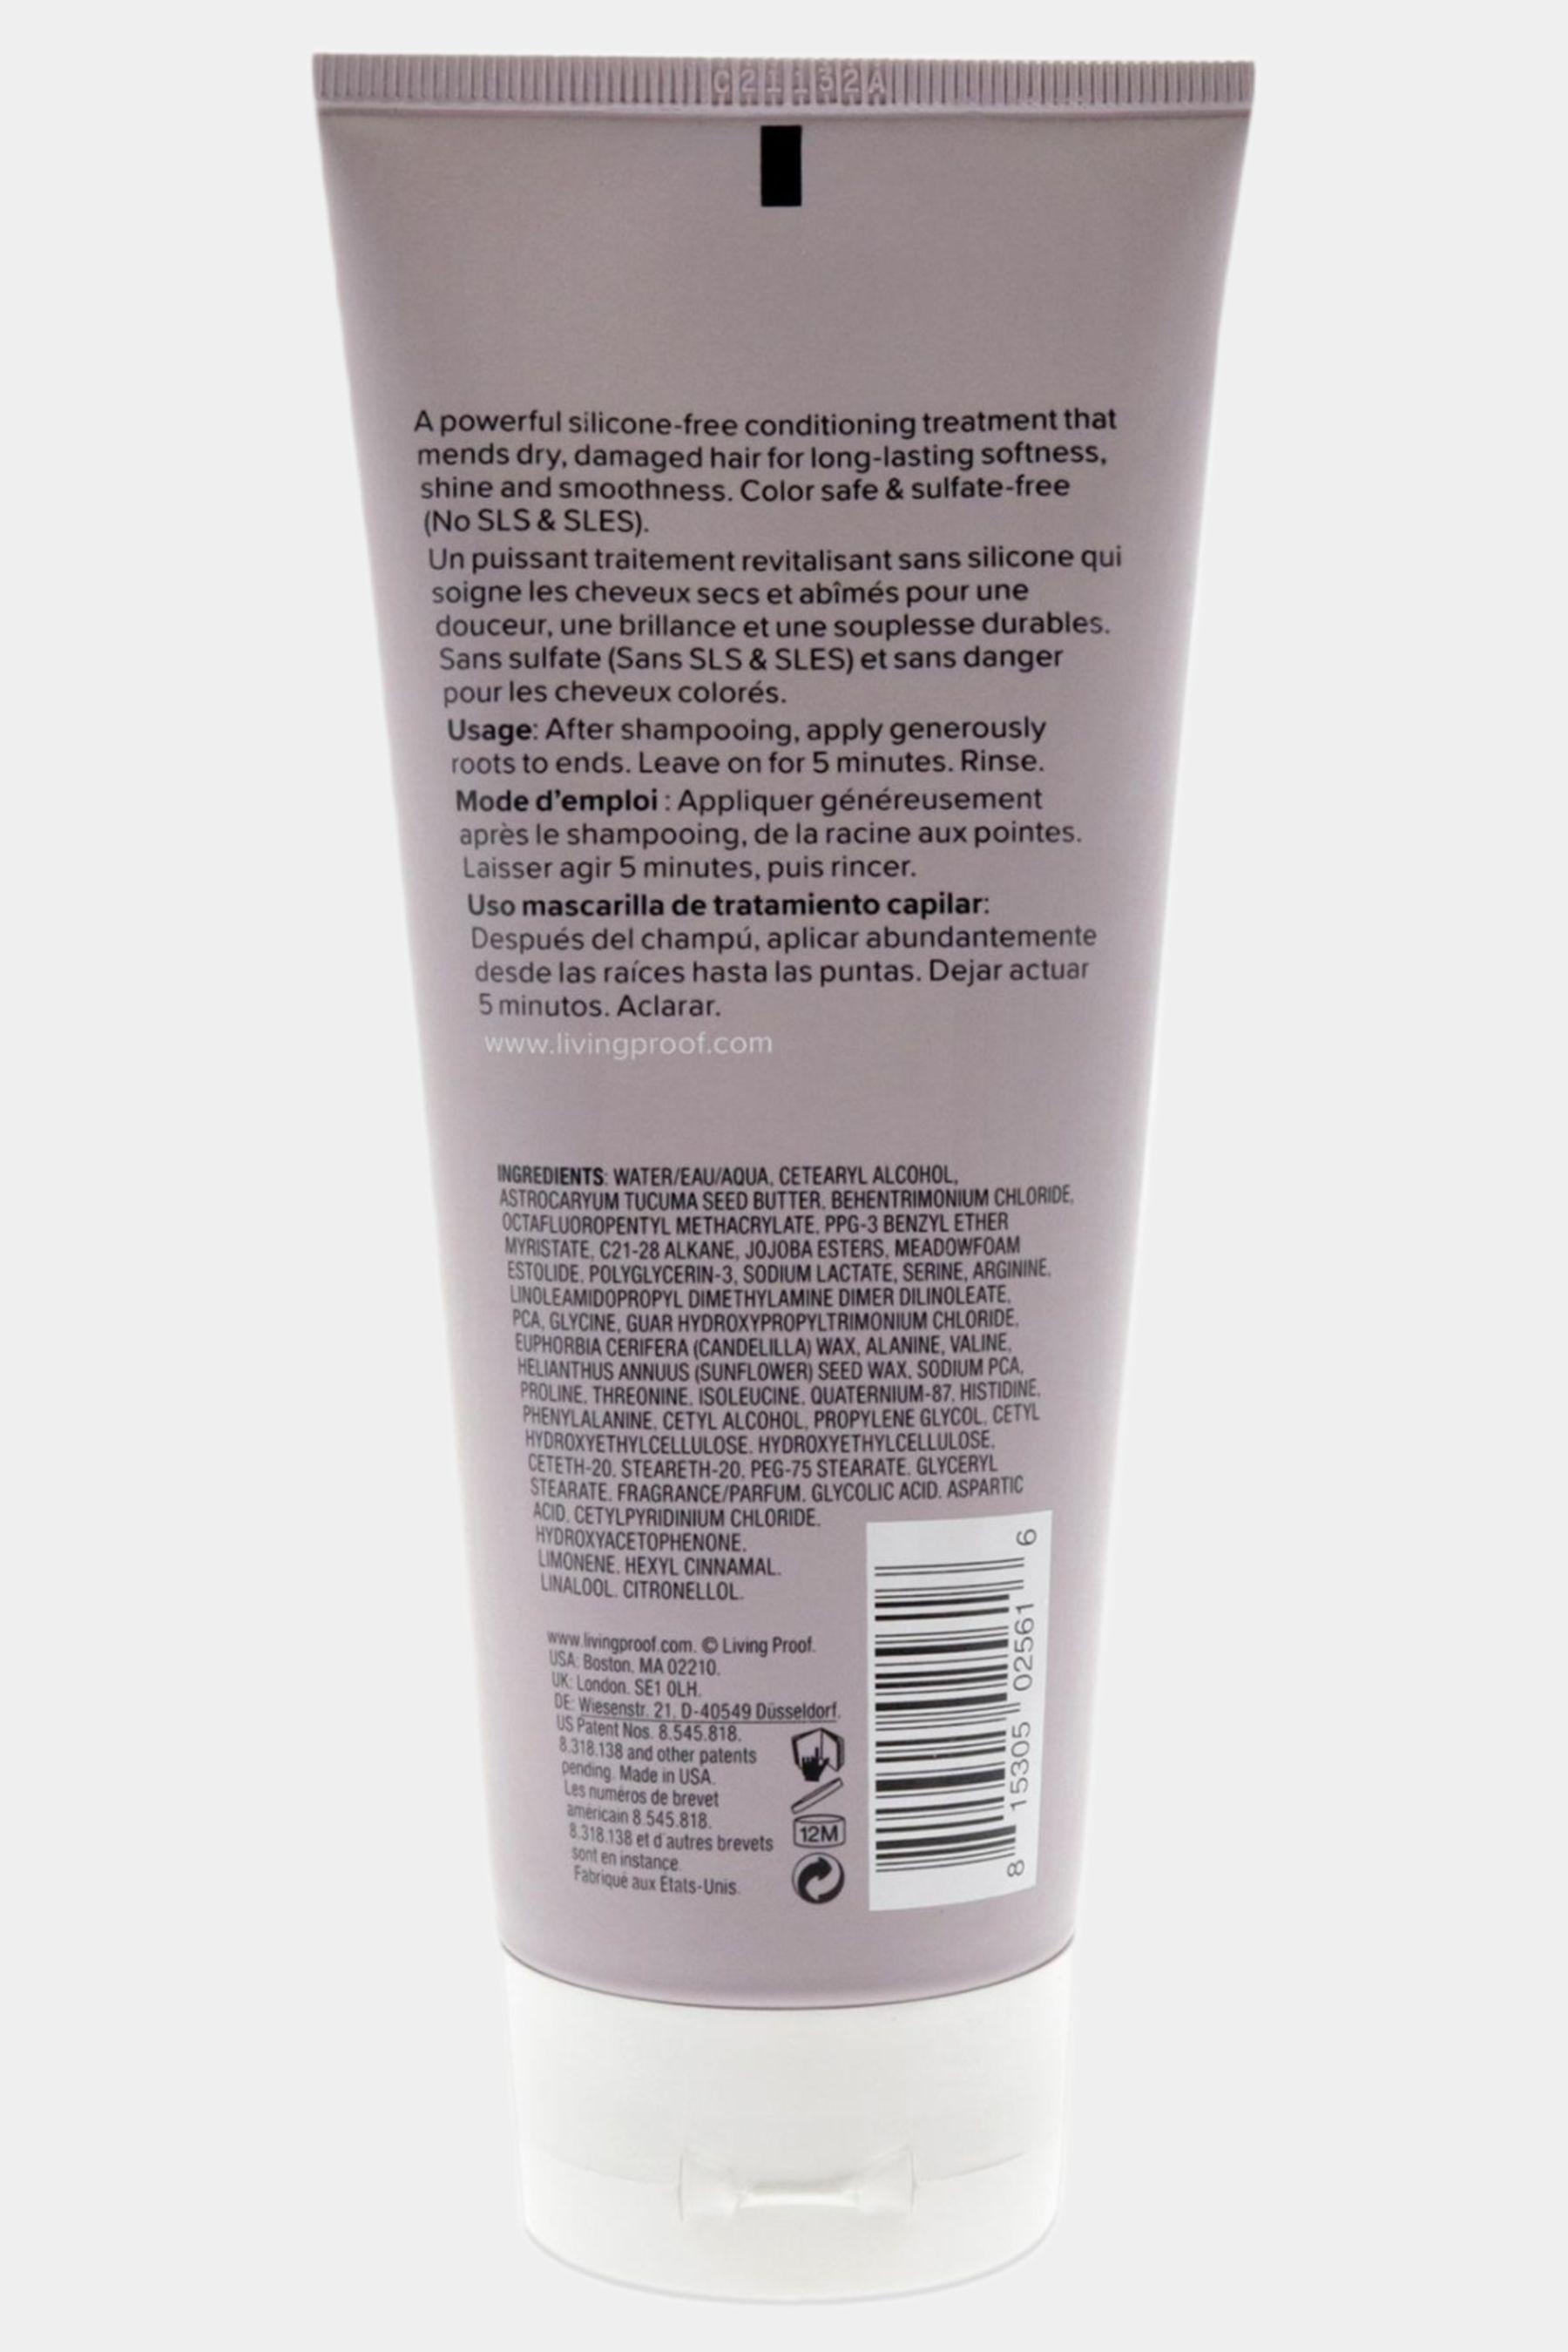 C21132A
A powerful silicone-free conditioning treatment that
mends dry, damaged hair for long-lasting softness,
shine and smoothness. Color safe & sulfate-free
(No SLS & SLES).
Un puissant traitement revitalisant sans silicone qui
soigne les cheveux secs et abîmés pour une
douceur, une brillance et une souplesse durables.
Sans sulfate (Sans SLS & SLES) et sans danger
pour les cheveux colorés.
Usage: After shampooing, apply generously
roots to ends. Leave on for 5 minutes. Rinse.
Mode d'emploi : Appliquer généreusement
après le shampooing, de la racine aux pointes.
Laisser agir 5 minutes, puis rincer.
Uso mascarilla de tratamiento capilar:
Después del champú, aplicar abundantemente
desde las raíces hasta las puntas. Dejar actuar
5 minutos. Aclarar.
www.livingproof.com
INGREDIENTS: WATER/EAU/AQUA, CETEARYL ALCOHOL,
ASTROCARYUM TUCUMA SEED BUTTER, BEHENTRIMONIUM CHLORIDE,
OCTAFLUOROPENTYL METHACRYLATE, PPG-3 BENZYL ETHER
MYRISTATE, C21-28 ALKANE, JOJOBA ESTERS, MEADOWFOAM
ESTOLIDE, POLYGLYCERIN-3, SODIUM LACTATE, SERINE, ARGININE,
LINOLEAMIDOPROPYL DIMETHYLAMINE DIMER DILINOLEATE,
PCA, GLYCINE, GUAR HYDROXYPROPYLTRIMONIUM CHLORIDE,
EUPHORBIA CERIFERA (CANDELILLA) WAX, ALANINE, VALINE,
HELIANTHUS ANNUUS (SUNFLOWER) SEED WAX, SODIUM PCA,
PROLINE, THREONINE, ISOLEUCINE, QUATERNIUM-87, HISTIDINE,
PHENYLALANINE, CETYL ALCOHOL, PROPYLENE GLYCOL, CETYL
HYDROXYETHYLCELLULOSE, HYDROXYETHYLCELLULOSE,
CETETH-20, STEARETH-20, PEG-75 STEARATE, GLYCERYL
STEARATE, FRAGRANCE/PARFUM, GLYCOLIC ACID, ASPARTIC
ACID, CETYLPYRIDINIUM CHLORIDE,
HYDROXYACETOPHENONE,
LIMONENE, HEXYL CINNAMAL,
LINALOOL, CITRONELLOL.
www.livingproof.com. © Living Proof.
USA: Boston, MA 02210.
UK: London, SE1 0LH.
DE: Wiesenstr. 21, D-40549 Düsseldorf.
US Patent Nos. 8.545.818.
8.318.138 and other patents
pending. Made in USA.
Les numéros de brevet
américain 8.545.818.
8.318.138 et d'autres brevets
sont en instance.
Fabriqué aux États-Unis.
12M
8 15305 02561 6